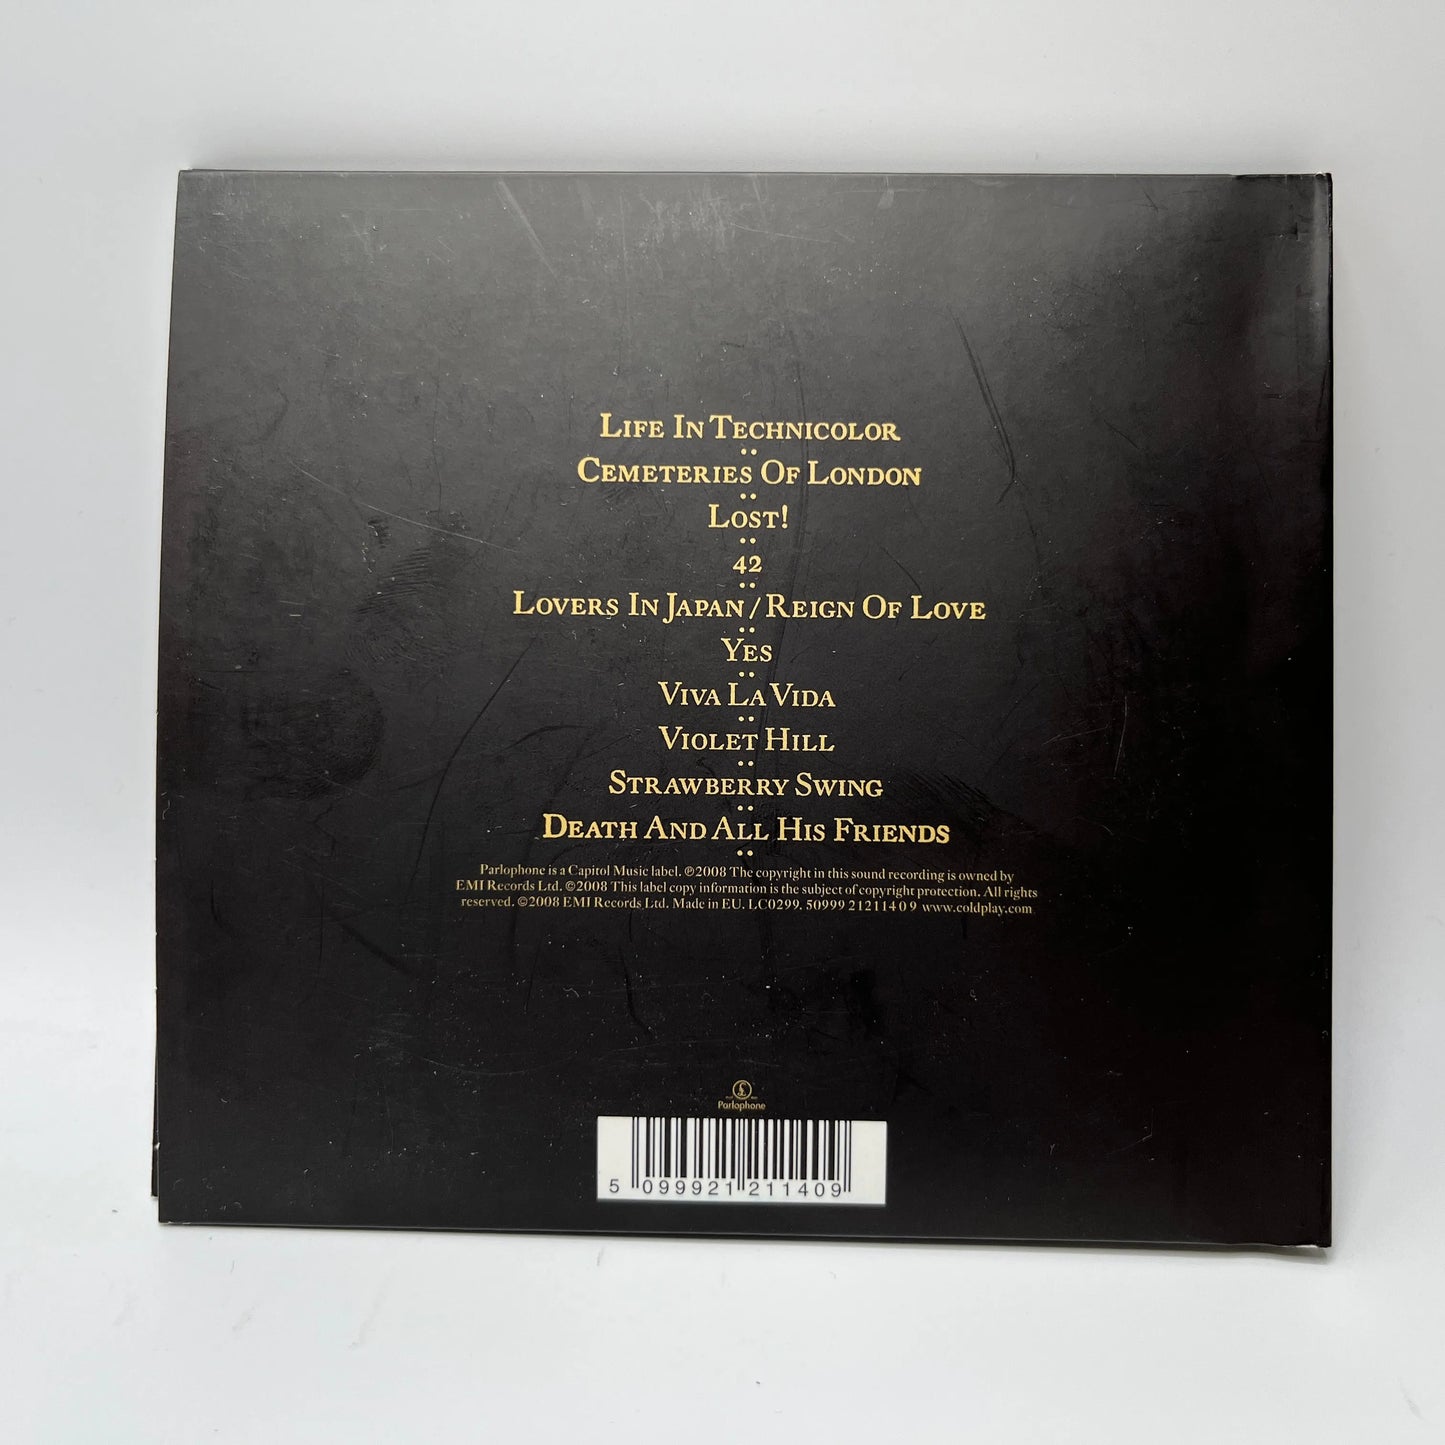 Life In Technicolor
Cemeteries Of London
Lost!
42
Lovers In Japan / Reign Of Love
Yes
Viva La Vida
Violet Hill
Strawberry Swing
Death And All His Friends
Parlophone is a Capitol Music label. ℗2008 The copyright in this sound recording is owned by
EMI Records Ltd. ©2008 This label copy information is the subject of copyright protection. All rights
reserved. ©2008 EMI Records Ltd. Made in EU. LC0299. 50999 212114 0 9 www.coldplay.com
Parlophone
5 099921 211409